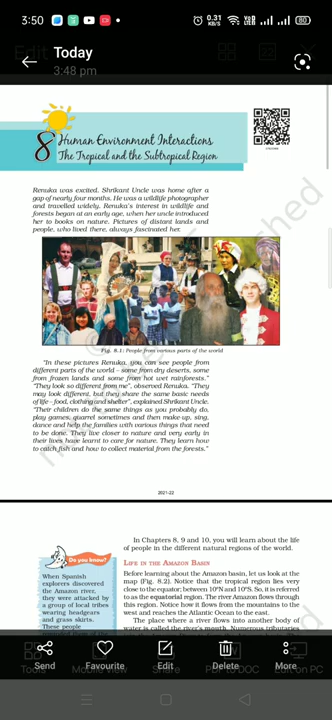 3:50
0.31
KB/S
80
Today
3:48 pm
8
Human Environment Interactions
The Tropical and the Subtropical Region
Renuka was excited. Shrikant Uncle was home after a
gap of nearly four months. He was a wildlife photographer
and travelled widely. Renuka's interest in wildlife and
forests began at an early age, when her uncle introduced
her to books on nature. Pictures of distant lands and
people, who lived there, always fascinated her.
Fig. 8.1: People from various parts of the world
"In these pictures Renuka, you can see people from
different parts of the world – some from dry deserts, some
from frozen lands and some from hot wet rainforests."
"They look so different from me", observed Renuka. "They
may look different, but they share the same basic needs
of life – food, clothing and shelter", explained Shrikant Uncle.
"Their children do the same things as you probably do,
play games, quarrel sometimes and then make up, sing,
dance and help the families with various things that need
to be done. They live closer to nature and very early in
their lives have learnt to care for nature. They learn how
to catch fish and how to collect material from the forests."
2021-22
In Chapters 8, 9 and 10, you will learn about the life
of people in the different natural regions of the world.
Do you know?
When Spanish
explorers discovered
the Amazon river,
they were attacked by
a group of local tribes
wearing headgears
and grass skirts.
These people
LIFE IN THE AMAZON BASIN
Before learning about the Amazon basin, let us look at the
map (Fig. 8.2). Notice that the tropical region lies very
close to the equator; between 10°N and 10°S. So, it is referred
to as the equatorial region. The river Amazon flows through
this region. Notice how it flows from the mountains to the
west and reaches the Atlantic Ocean to the east.
The place where a river flows into another body of
water is called the river's mouth. Numerous tributaries
Send
Favourite
Edit
Delete
More